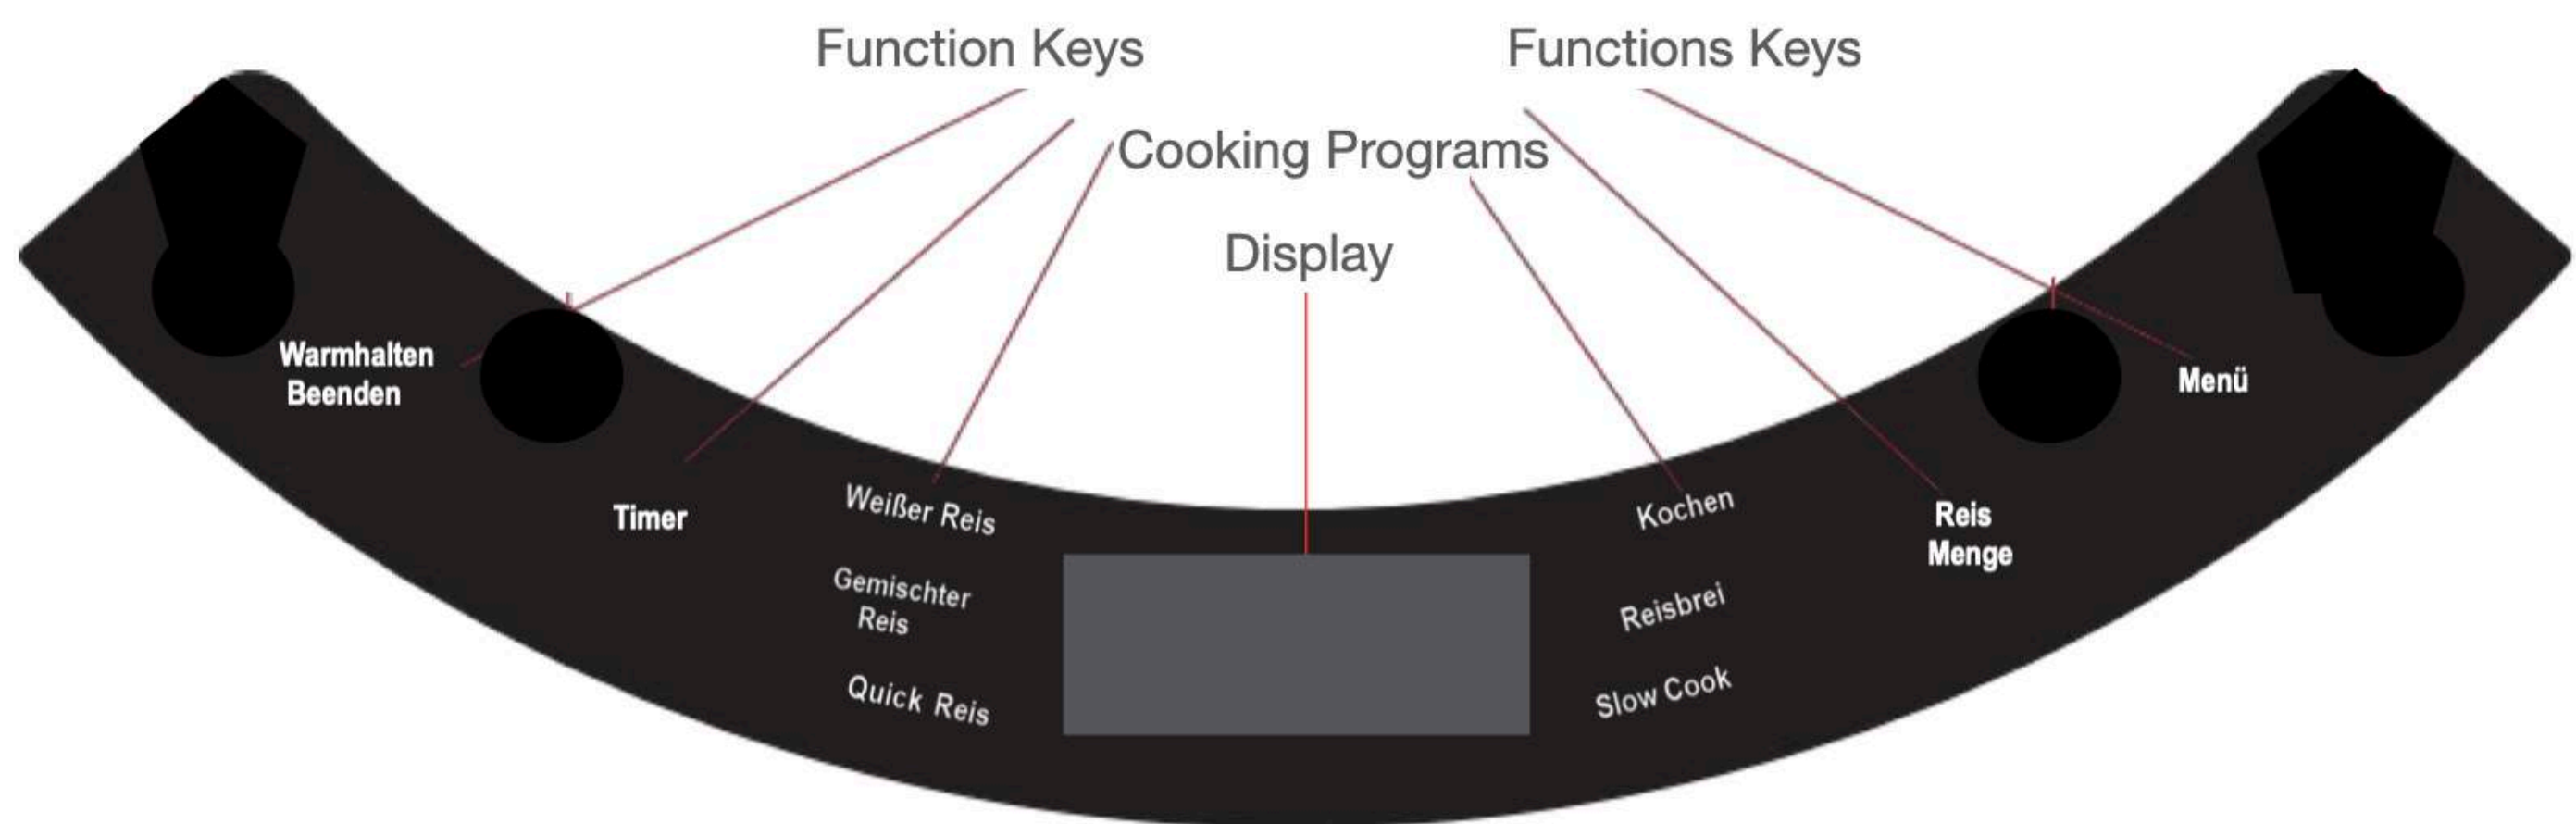 Function Keys
Functions Keys
Cooking Programs
Display
Warmhalten
Beenden
Timer
Weißer Reis
Gemischter
Reis
Quick Reis
Kochen
Reisbrei
Slow Cook
Reis
Menge
Menü